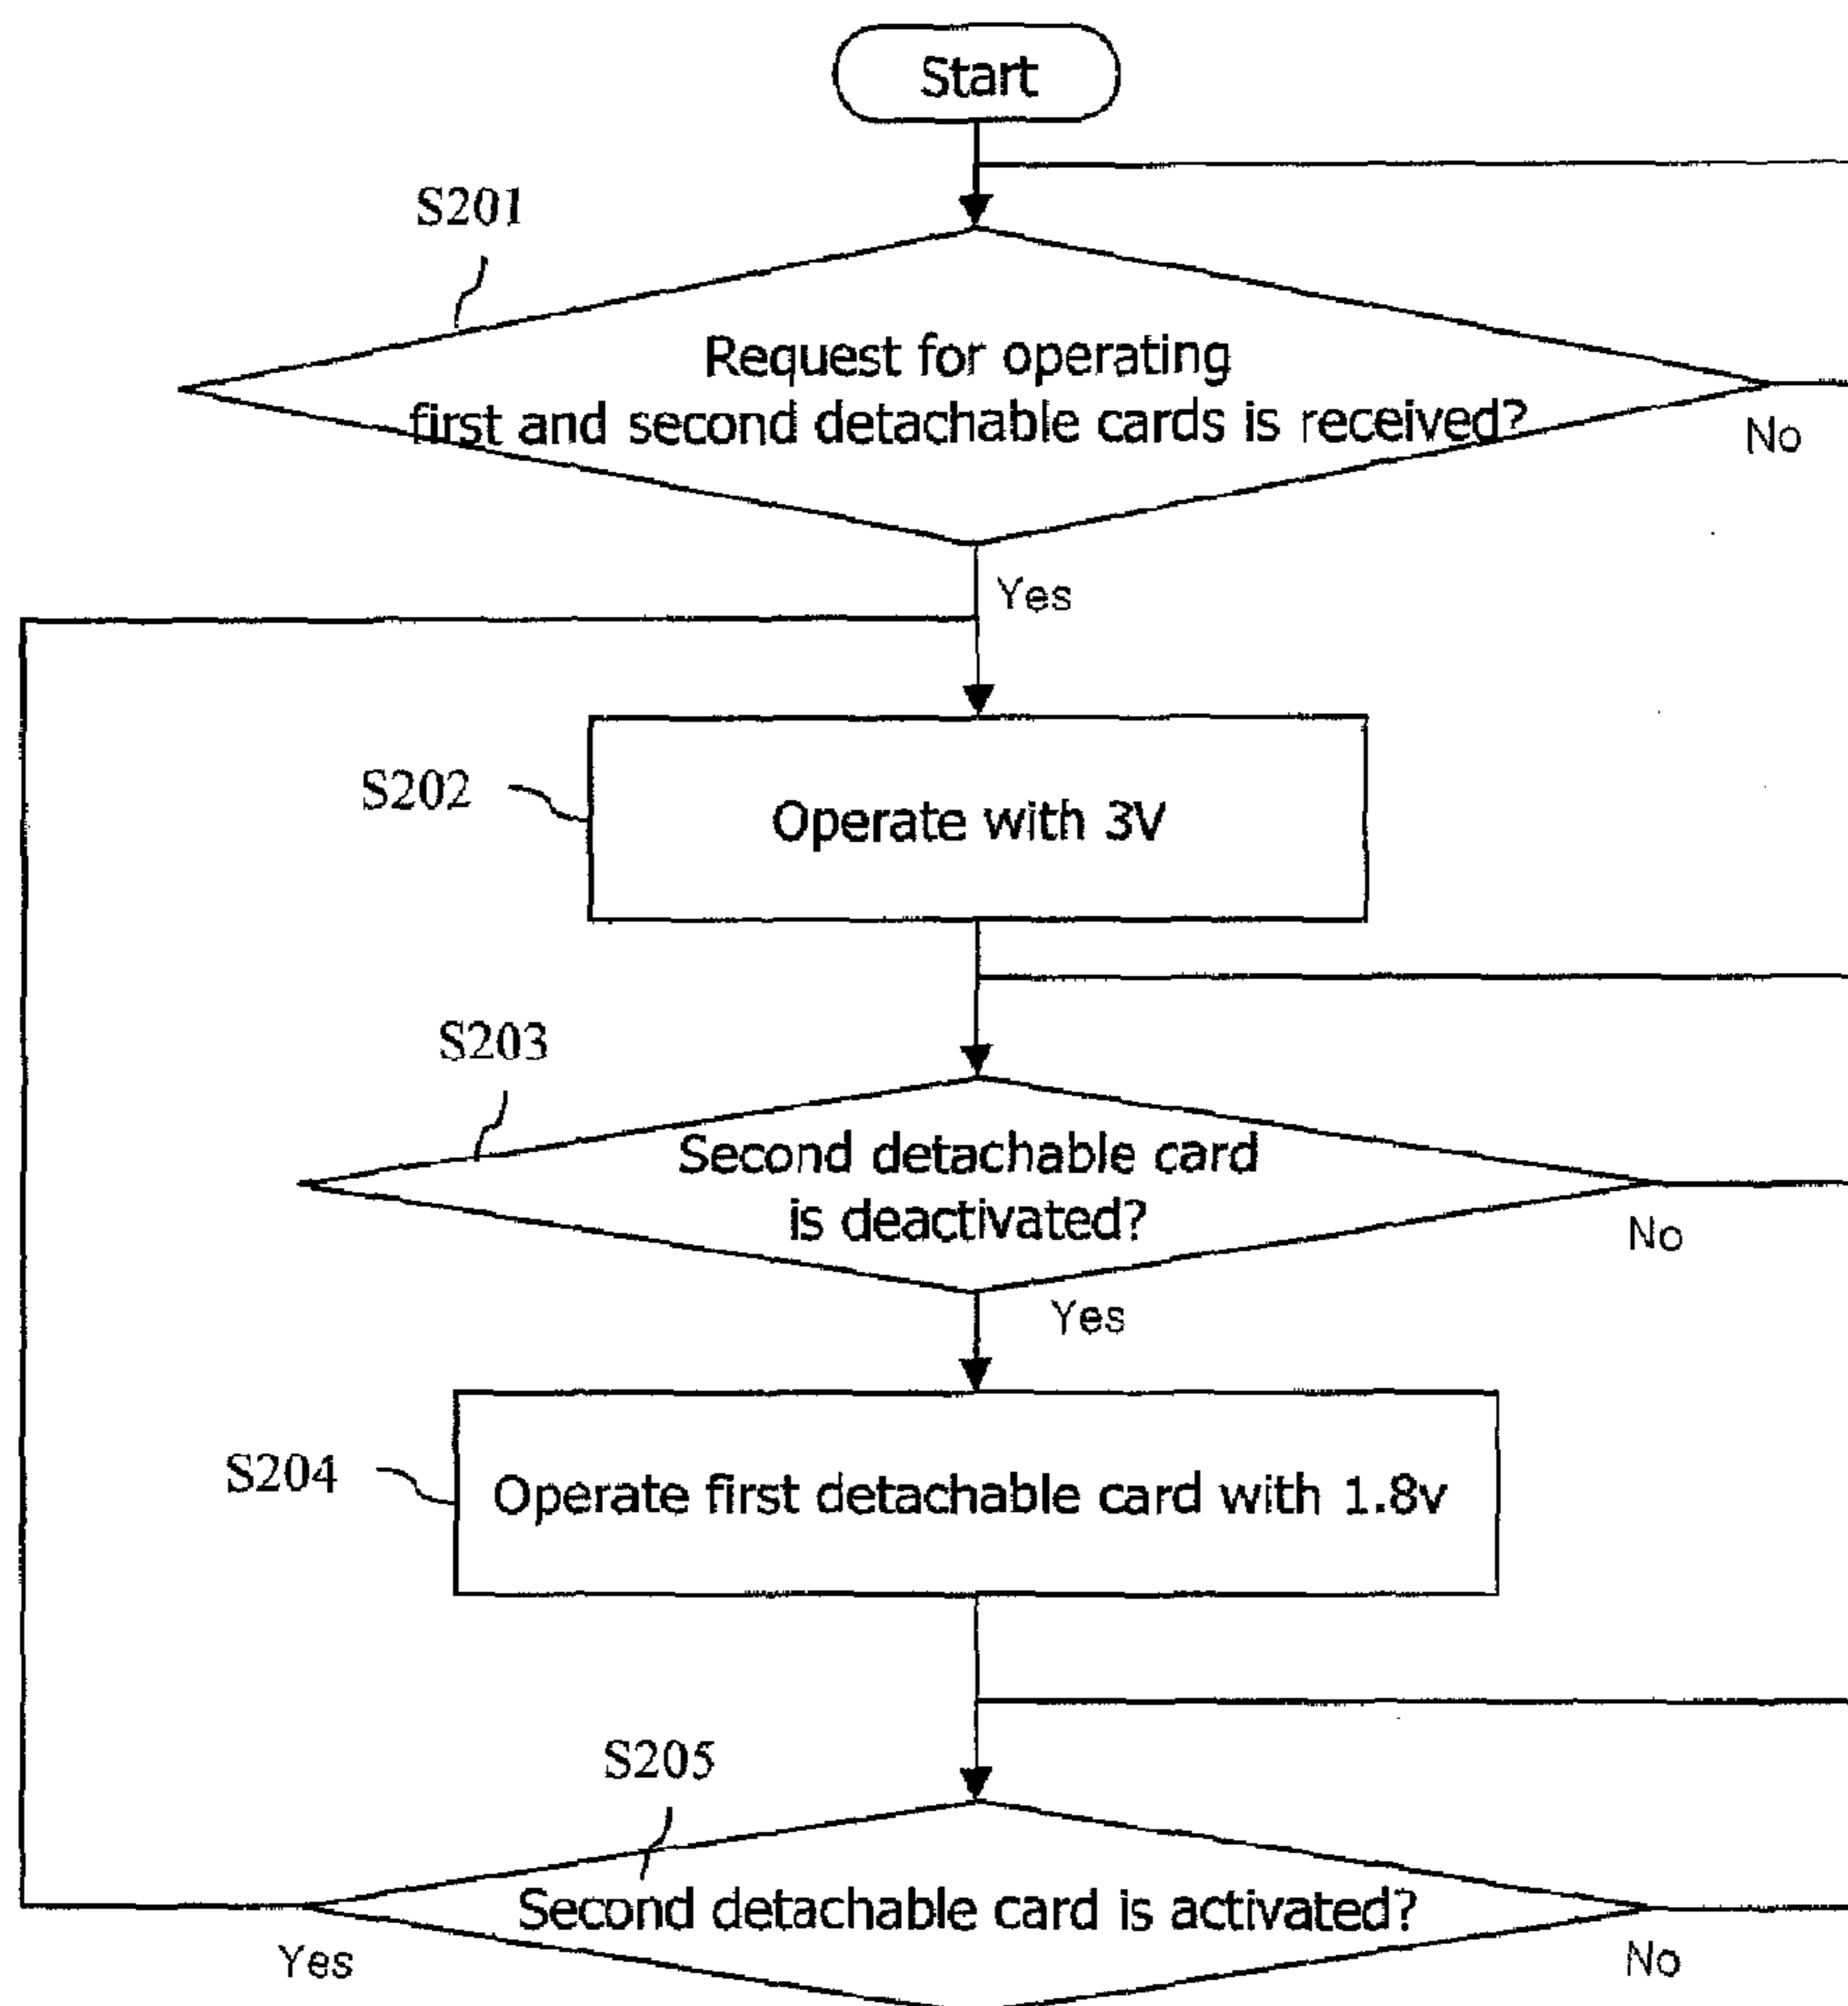 Start
S201
Request for operating
first and second detachable cards is received?
No
Yes
S202
Operate with 3V
S203
Second detachable card
is deactivated?
No
Yes
S204
Operate first detachable card with 1.8v
S205
Second detachable card is activated?
Yes
No